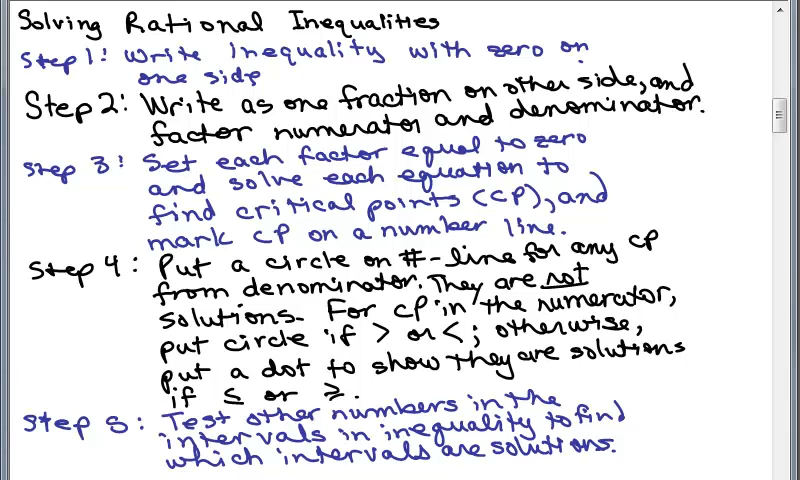 Solving Rational Inequalities
Step 1: Write inequality with zero on
one side
Step 2: Write as one fraction on other side, and
factor numerator and denominator.
Step 3: Set each factor equal to zero
and solve each equation to
find critical points (CP), and
mark CP on a number line.
Step 4: Put a circle on #-line for any CP
from denominator. They are not
solutions. For CP in the numerator,
put circle if > or <; otherwise,
put a dot to show they are solutions
if ≤ or ≥.
Step 5: Test other numbers in the
intervals in inequality to find
which intervals are solutions.